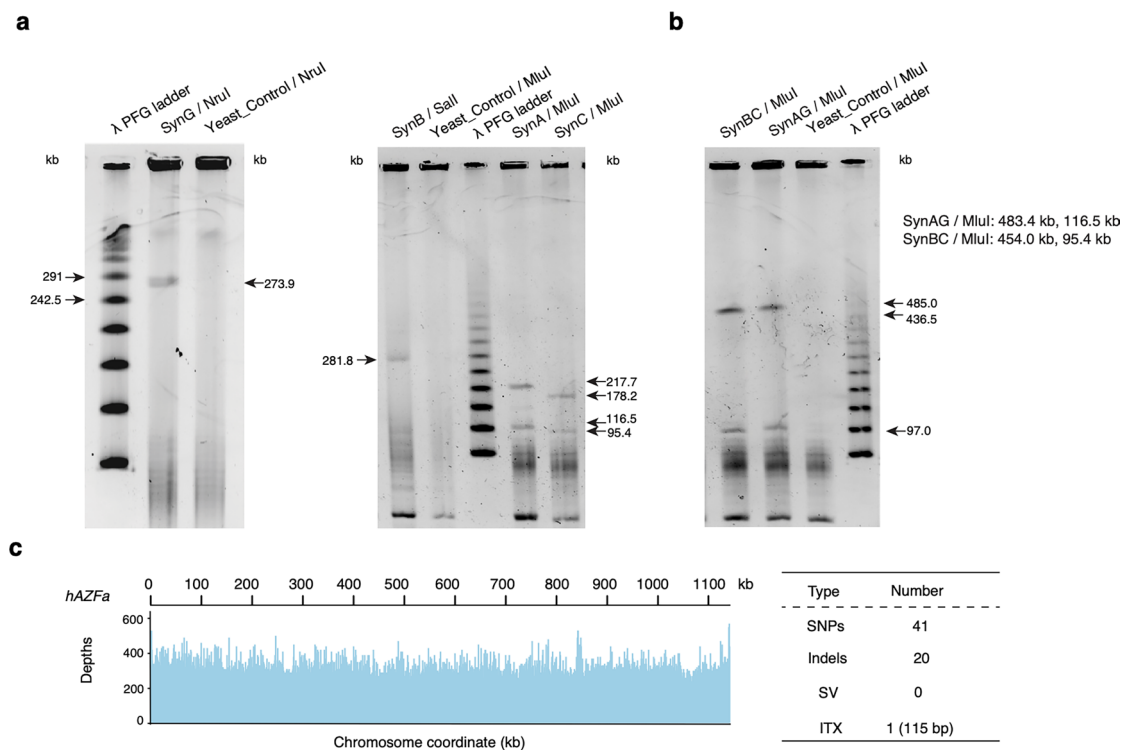 a
λ PFG ladder
SynG / NruI
Yeast_Control / NruI
kb
kb
291
242.5
273.9
SynB / SalI
Yeast_Control / MluI
λ PFG ladder
SynA / MluI
SynC / MluI
kb
kb
281.8
217.7
178.2
116.5
95.4
b
SynBC / MluI
SynAG / MluI
Yeast_Control / MluI
λ PFG ladder
kb
SynAG / MluI: 483.4 kb, 116.5 kb
SynBC / MluI: 454.0 kb, 95.4 kb
485.0
436.5
97.0
c
0 100 200 300 400 500 600 700 800 900 1000 1100 kb
hAZFa
600
400
200
0
Depths
Chromosome coordinate (kb)
Type Number
SNPs 41
Indels 20
SV 0
ITX 1 (115 bp)